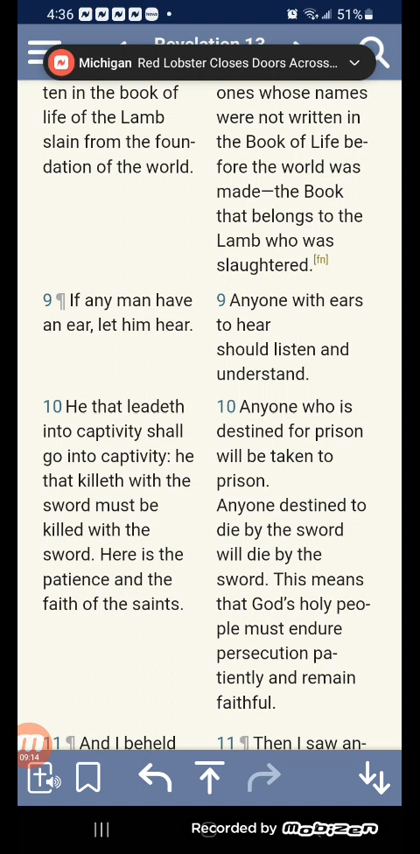 4:36
51%
Revelation 13
Michigan Red Lobster Closes Doors Across...
ten in the book of
life of the Lamb
slain from the foun-
dation of the world.
ones whose names
were not written in
the Book of Life be-
fore the world was
made—the Book
that belongs to the
Lamb who was
slaughtered.[fn]
9 ¶ If any man have
an ear, let him hear.
9 Anyone with ears
to hear
should listen and
understand.
10 He that leadeth
into captivity shall
go into captivity: he
that killeth with the
sword must be
killed with the
sword. Here is the
patience and the
faith of the saints.
10 Anyone who is
destined for prison
will be taken to
prison.
Anyone destined to
die by the sword
will die by the
sword. This means
that God’s holy peo-
ple must endure
persecution pa-
tiently and remain
faithful.
11 ¶ And I beheld
11 ¶ Then I saw an-
09:14
Recorded by Mobizen